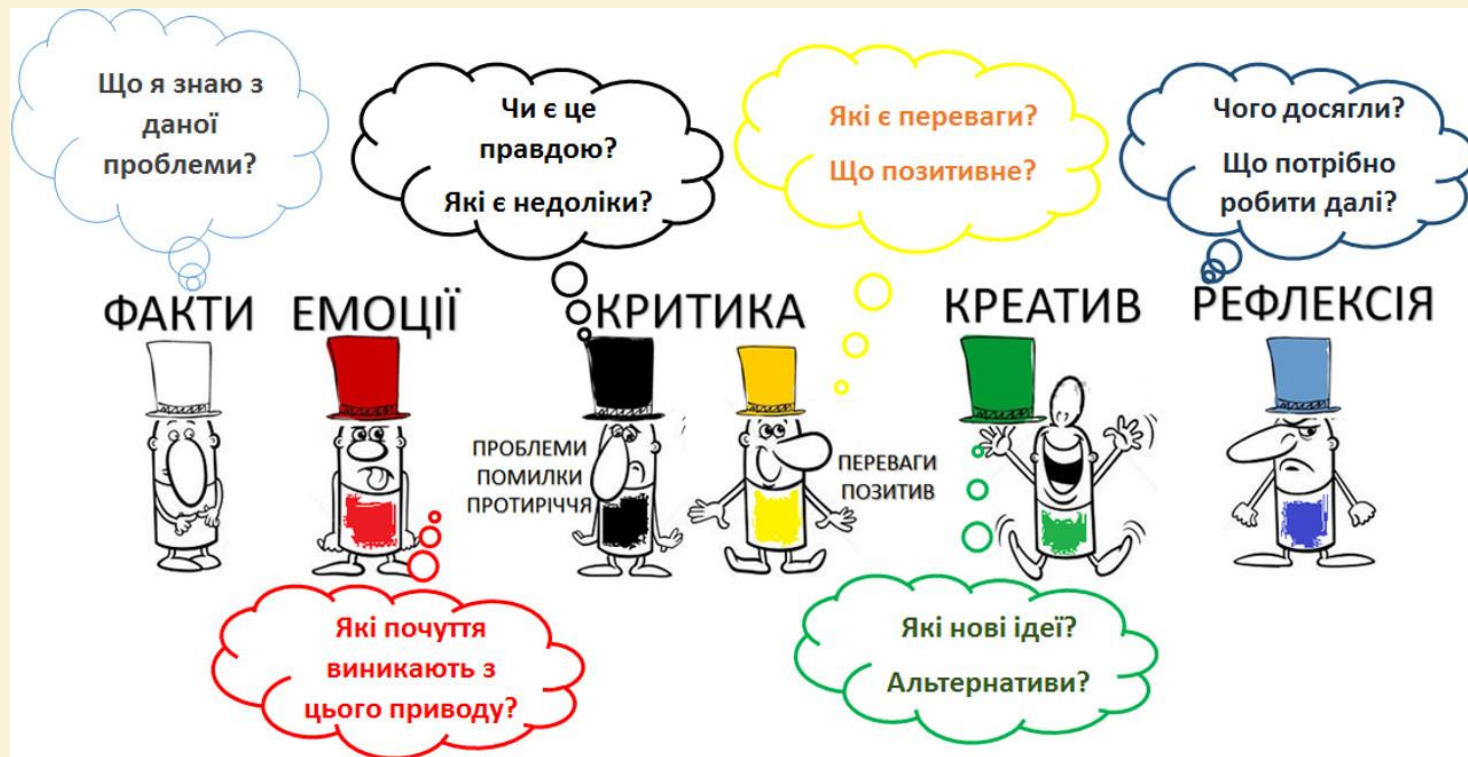 Що я знаю з
даної
проблеми?
Чи є це
правдою?
Які є недоліки?
Які є переваги?
Що позитивне?
Чого досягли?
Що потрібно
робити далі?
ФАКТИ
ЕМОЦІЇ
КРИТИКА
КРЕАТИВ
РЕФЛЕКСІЯ
ПРОБЛЕМИ
ПОМИЛКИ
ПРОТИРІЧЧЯ
ПЕРЕВАГИ
ПОЗИТИВ
Які почуття
виникають з
цього приводу?
Які нові ідеї?
Альтернативи?